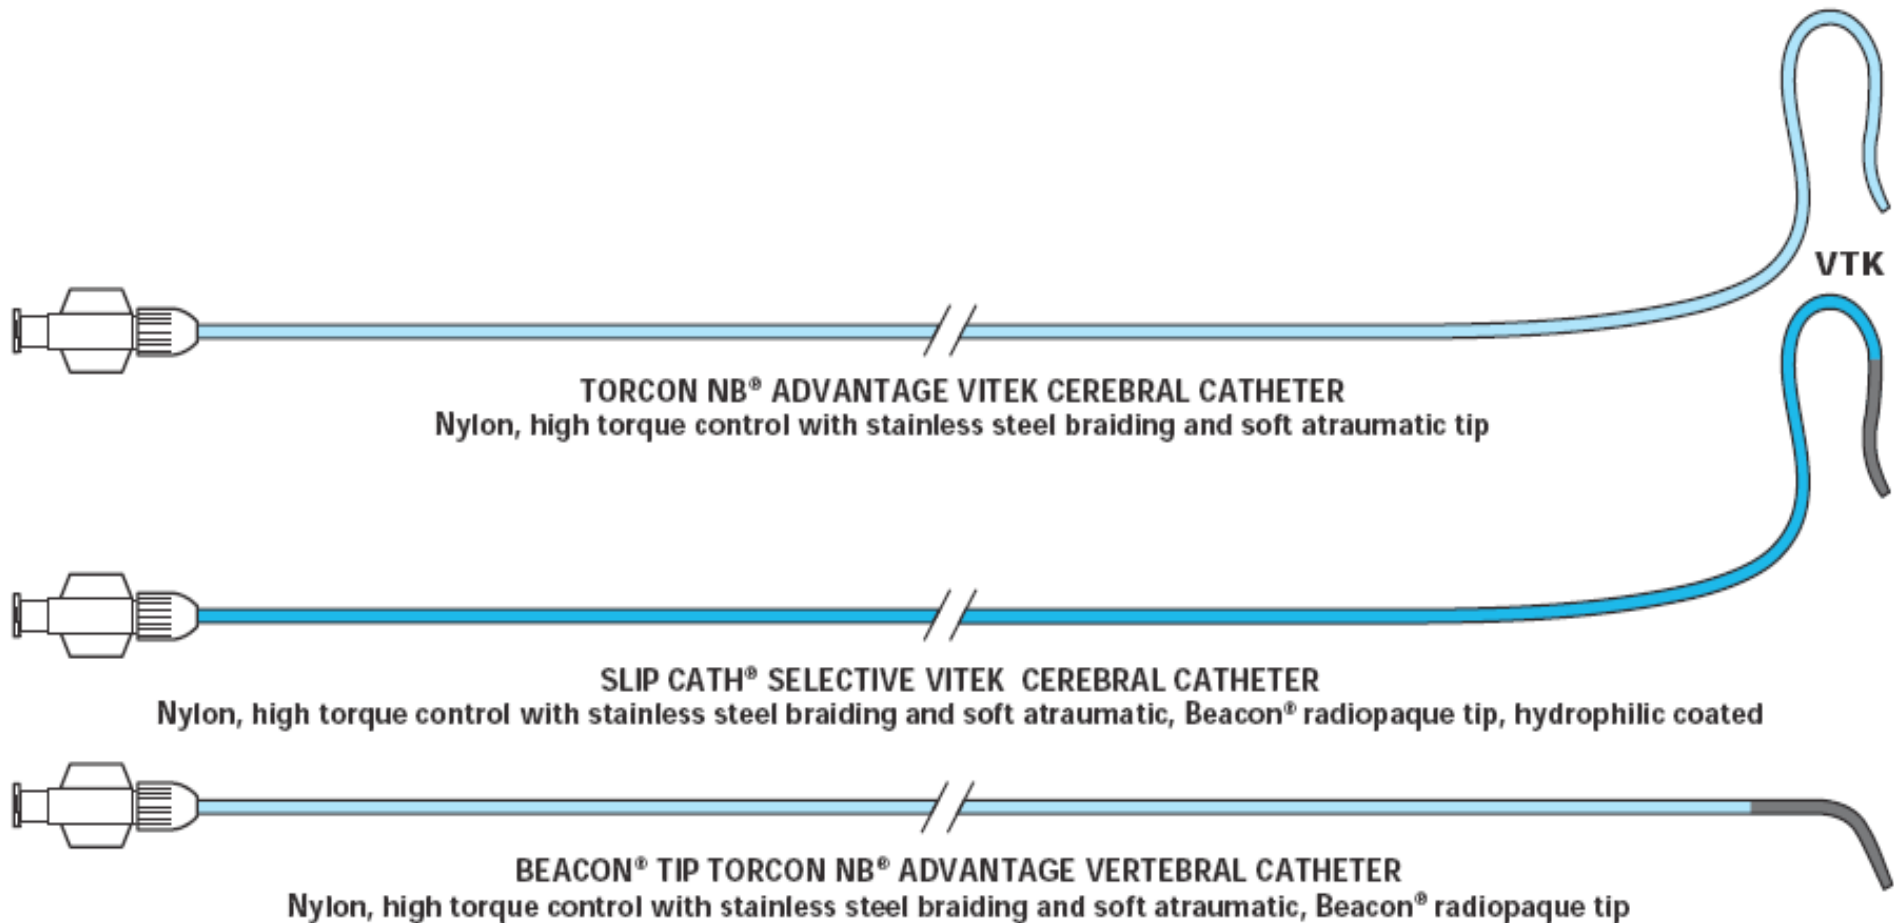 VTK
TORCON NB® ADVANTAGE VITEK CEREBRAL CATHETER
Nylon, high torque control with stainless steel braiding and soft atraumatic tip
SLIP CATH® SELECTIVE VITEK CEREBRAL CATHETER
Nylon, high torque control with stainless steel braiding and soft atraumatic, Beacon® radiopaque tip, hydrophilic coated
BEACON® TIP TORCON NB® ADVANTAGE VERTEBRAL CATHETER
Nylon, high torque control with stainless steel braiding and soft atraumatic, Beacon® radiopaque tip